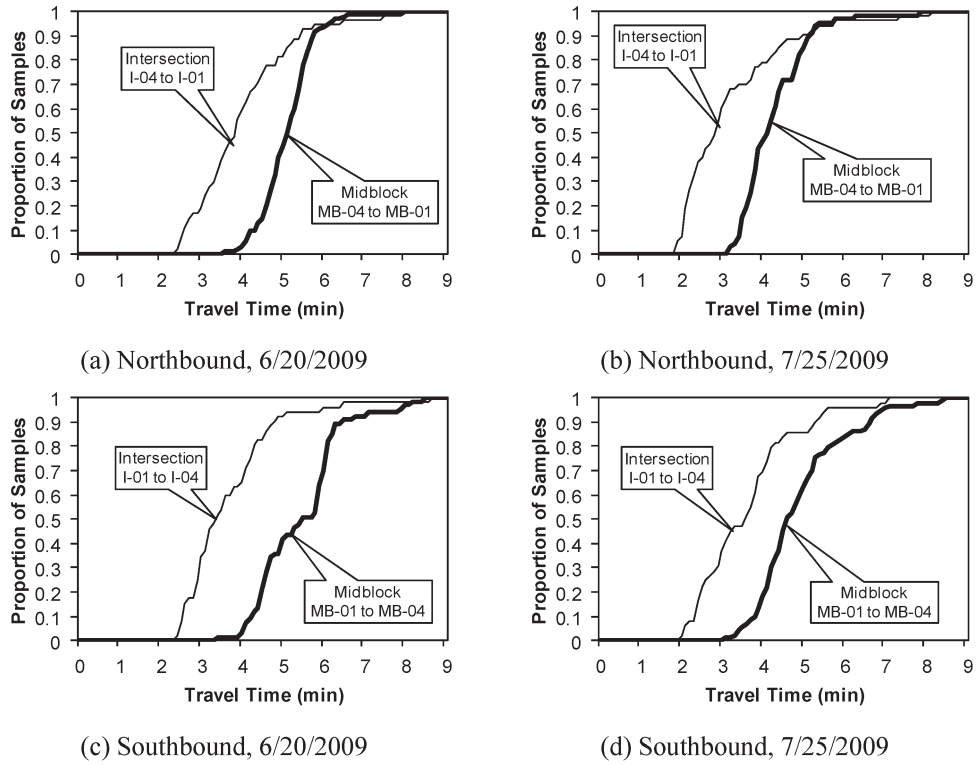 1
0.9
0.8
0.7
0.6
0.5
0.4
0.3
0.2
0.1
0
Proportion of Samples
Intersection
I-04 to I-01
Midblock
MB-04 to MB-01
0 1 2 3 4 5 6 7 8 9
Travel Time (min)
(a) Northbound, 6/20/2009
1
0.9
0.8
0.7
0.6
0.5
0.4
0.3
0.2
0.1
0
Proportion of Samples
Intersection
I-04 to I-01
Midblock
MB-04 to MB-01
0 1 2 3 4 5 6 7 8 9
Travel Time (min)
(b) Northbound, 7/25/2009
1
0.9
0.8
0.7
0.6
0.5
0.4
0.3
0.2
0.1
0
Proportion of Samples
Intersection
I-01 to I-04
Midblock
MB-01 to MB-04
0 1 2 3 4 5 6 7 8 9
Travel Time (min)
(c) Southbound, 6/20/2009
1
0.9
0.8
0.7
0.6
0.5
0.4
0.3
0.2
0.1
0
Proportion of Samples
Intersection
I-01 to I-04
Midblock
MB-01 to MB-04
0 1 2 3 4 5 6 7 8 9
Travel Time (min)
(d) Southbound, 7/25/2009